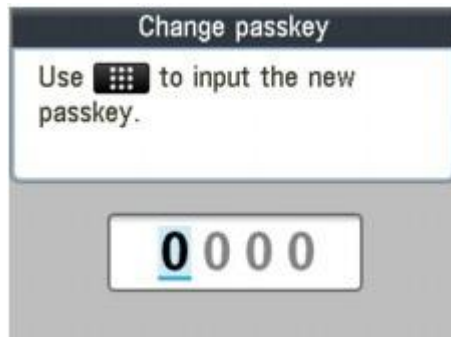 Change passkey
Use to input the new
passkey.
0000